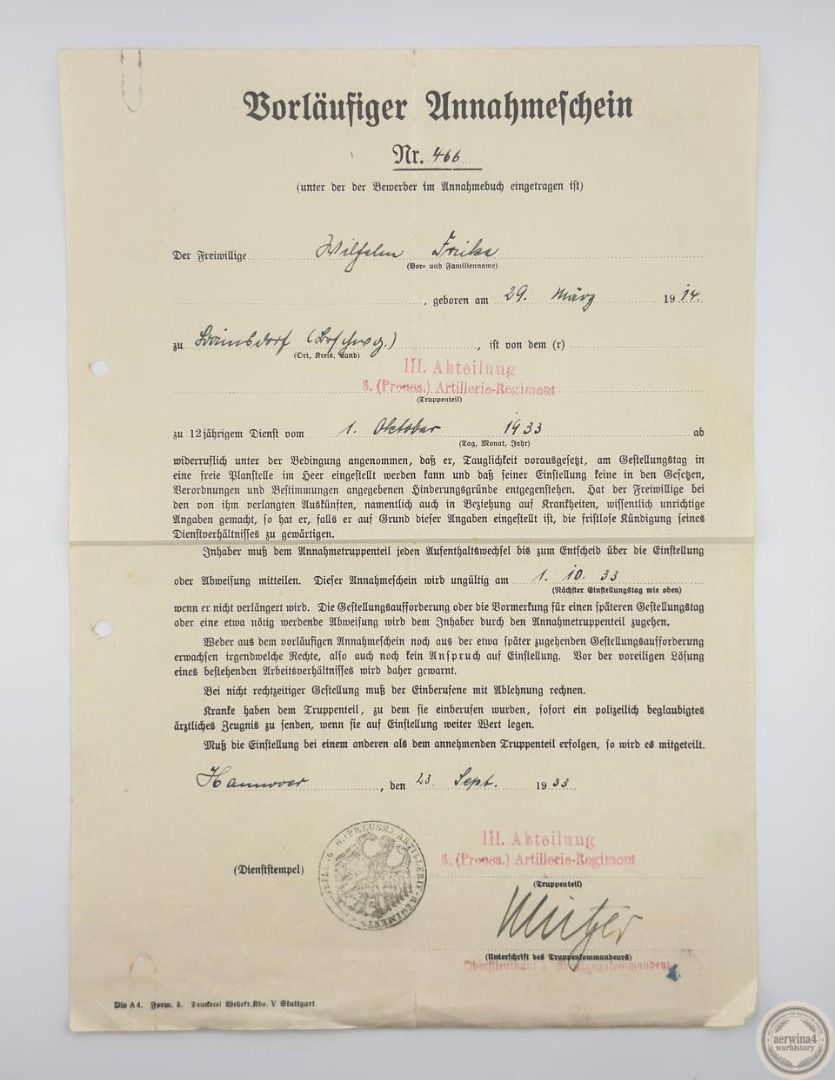 Vorläufiger Annahmeschein
Nr. 466
(unter der der Bewerber im Annahmebuch eingetragen ist)
Der Freiwillige Wilhelm
(Vor- und Familienname)
, geboren am 29. März 1914.
zu (Ort, Kreis, Land) , ist von dem (r)
III. Abteilung
6. (Preuss.) Artillerie-Regiment
(Truppenteil)
zu 12jährigem Dienst vom 1. Oktober 1933 ab
(Tag, Monat, Jahr)
widerruflich unter der Bedingung angenommen, daß er, Tauglichkeit vorausgesetzt, am Gestellungstag in
eine freie Planstelle im Heer eingestellt werden kann und daß seiner Einstellung keine in den Gesetzen,
Verordnungen und Bestimmungen angegebenen Hinderungsgründe entgegenstehen. Hat der Freiwillige bei
den von ihm verlangten Auskünften, namentlich auch in Beziehung auf Krankheiten, wissentlich unrichtige
Angaben gemacht, so hat er, falls er auf Grund dieser Angaben eingestellt ist, die fristlose Kündigung seines
Dienstverhältnisses zu gewärtigen.
Inhaber muß dem Annahmetruppenteil jeden Aufenthaltswechsel bis zum Entscheid über die Einstellung
oder Abweisung mitteilen. Dieser Annahmeschein wird ungültig am 1. 10. 33
(Nächster Einstellungstag wie oben)
wenn er nicht verlängert wird. Die Gestellungsaufforderung oder die Vormerkung für einen späteren Gestellungstag
oder eine etwa nötig werdende Abweisung wird dem Inhaber durch den Annahmetruppenteil zugehen.
Weder aus dem vorläufigen Annahmeschein noch aus der etwa später zugehenden Gestellungsaufforderung
erwachsen irgendwelche Rechte, also auch noch kein Anspruch auf Einstellung. Vor der voreiligen Lösung
eines bestehenden Arbeitsverhältnisses wird daher gewarnt.
Bei nicht rechtzeitiger Gestellung muß der Einberufene mit Ablehnung rechnen.
Kranke haben dem Truppenteil, zu dem sie einberufen wurden, sofort ein polizeilich beglaubigtes
ärztliches Zeugnis zu senden, wenn sie auf Einstellung weiter Wert legen.
Muß die Einstellung bei einem anderen als dem annehmenden Truppenteil erfolgen, so wird es mitgeteilt.
Hannover, den 23 Sept. 1933.
III. Abteilung
6. (Preuss.) Artillerie-Regiment
(Dienststempel)
(Truppenteil)
(Unterschrift des Truppenkommandeurs)
Oberstleutnant
Din A 4. Form. 5. Druckerei Wehrkr. Kdo. V Stuttgart
aerwina4
warhistory